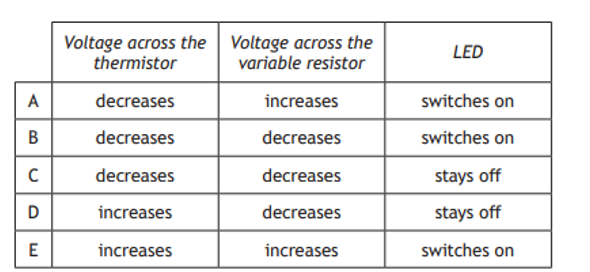 Voltage across the thermistor Voltage across the variable resistor LED
A decreases increases switches on
B decreases decreases switches on
C decreases decreases stays off
D increases decreases stays off
E increases increases switches on